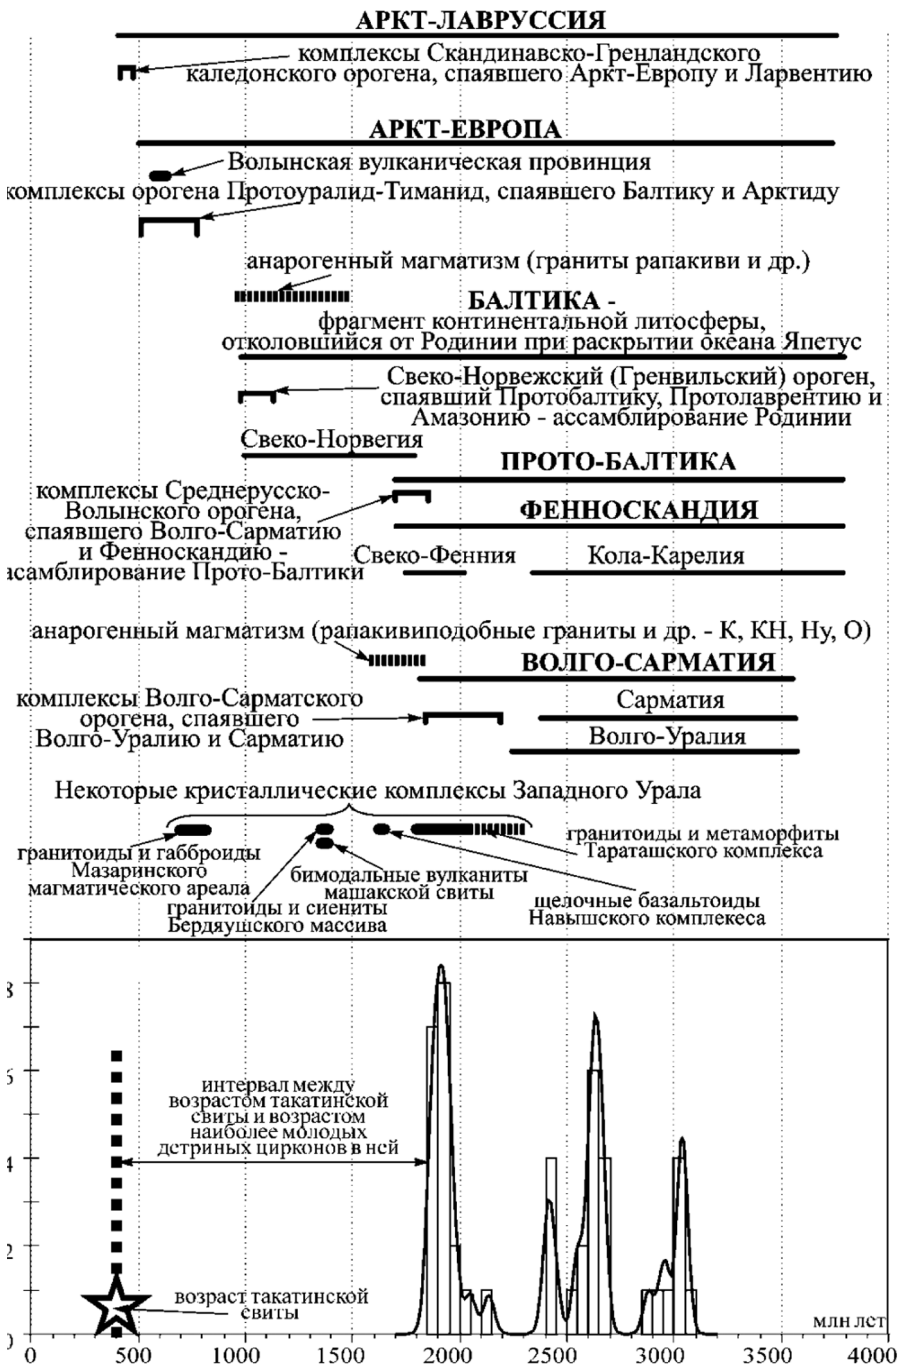 АРКТ-ЛАВРУССИЯ
комплексы Скандинавско-Гренландского
каледонского орогена, спаявшего Аркт-Европу и Ларвентию
АРКТ-ЕВРОПА
Волынская вулканическая провинция
комплексы орогена Протоуралид-Тиманид, спаявшего Балтику и Арктиду
анарогенный магматизм (граниты рапакиви и др.)
БАЛТИКА -
фрагмент континентальной литосферы,
отколовшийся от Родинии при раскрытии океана Япетус
Свеко-Норвежский (Гренвильский) ороген,
спаявший Протобалтику, Протолаврентию и
Амазонию - ассамблирование Родинии
Свеко-Норвегия
ПРОТО-БАЛТИКА
комплексы Среднерусско-
Волынского орогена,
спаявшего Волго-Сарматию
и Фенноскандию -
асамблирование Прото-Балтики
ФЕННОСКАНДИЯ
Свеко-Фенния
Кола-Карелия
анарогенный магматизм (рапакивиподобные граниты и др. - К, КН, Ну, О)
ВОЛГО-САРМАТИЯ
комплексы Волго-Сарматского
орогена, спаявшего
Волго-Уралию и Сарматию
Сарматия
Волго-Уралия
Некоторые кристаллические комплексы Западного Урала
гранитоиды и метаморфиты
Тараташского комплекса
гранитоиды и габброиды
Мазаринского
магматического ареала
бимодальные вулканиты
машакской свиты
щелочные базальтоиды
Навышского комплекеса
гранитоиды и сиениты
Бердяушского массива
8
6
4
2
0
интервал между
возрастом такатинской
свиты и возрастом
наиболее молодых
детриных цирконов в ней
возраст такатинской
свиты
млн лет
0 500 1000 1500 2000 2500 3000 4000